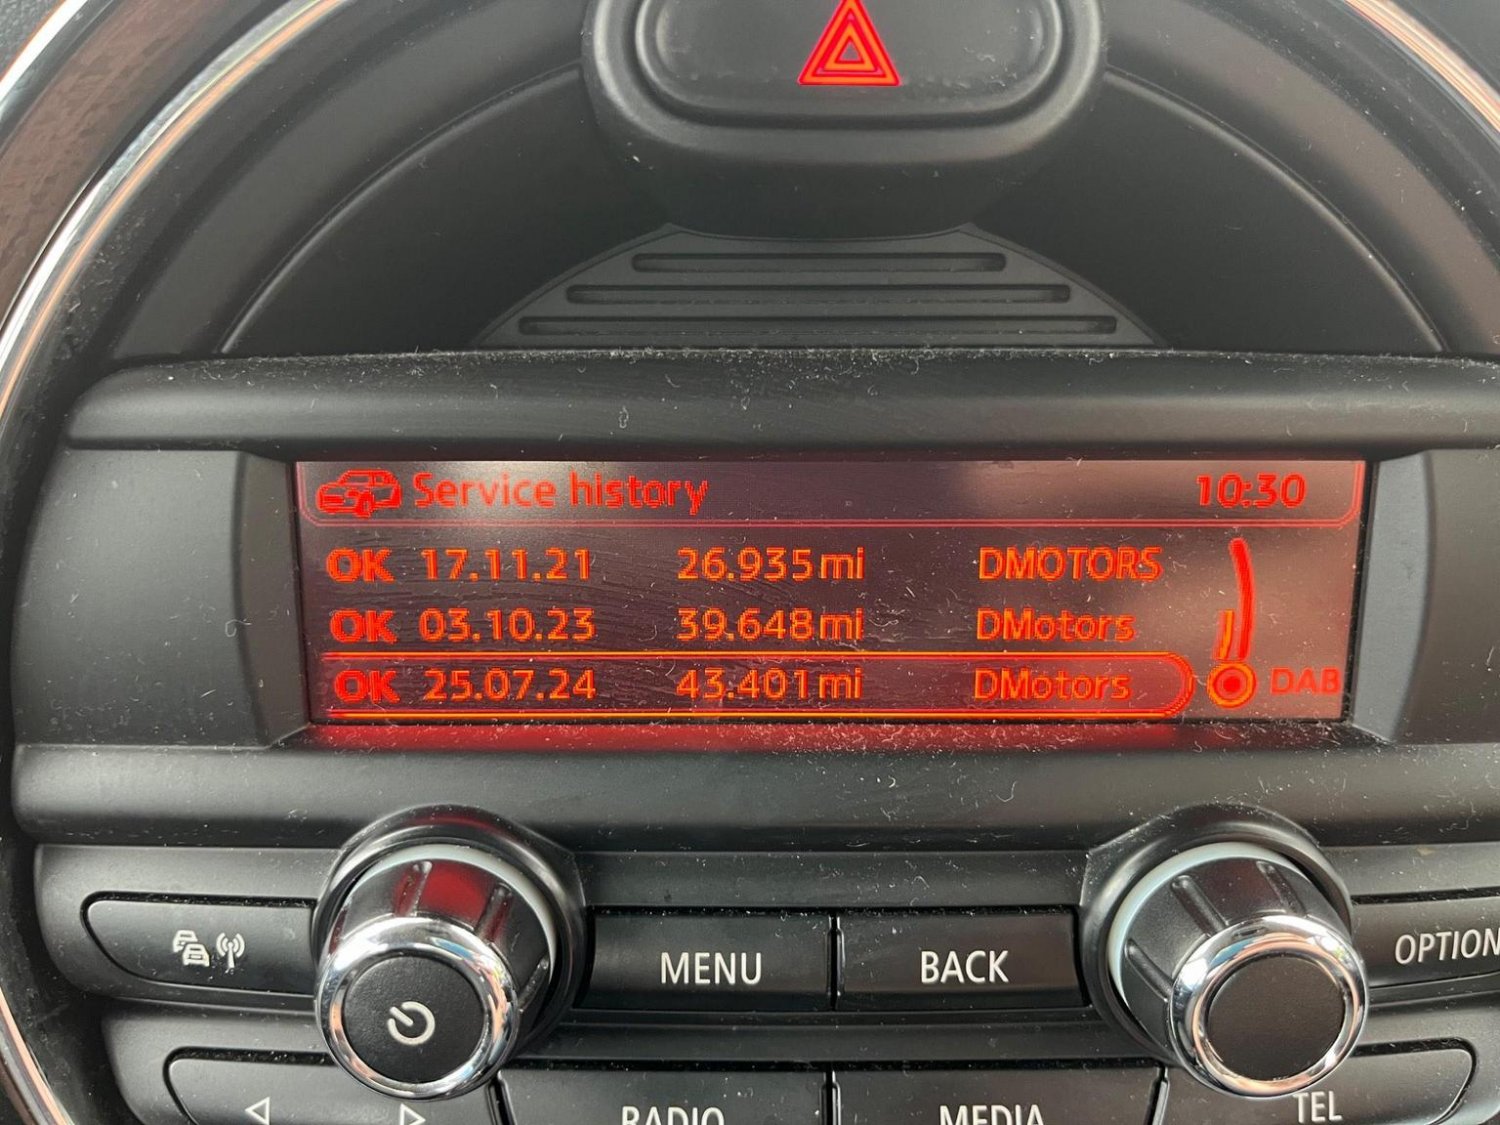 Service history 10:30
OK 17.11.21 26.935 mi DMOTORS
OK 03.10.23 39.648 mi DMotors
OK 25.07.24 43.401 mi DMotors DAB
MENU BACK OPTION
RADIO MEDIA TEL